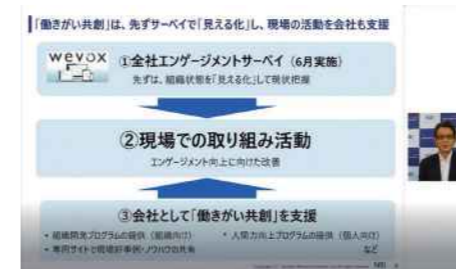 「働きがい共創」は、先ずサーベイで「見える化」し、現場の活動を会社も支援
wevox
①全社エンゲージメントサーベイ（6月実施）
先ずは、組織状態を「見える化」して現状把握
②現場での取り組み活動
エンゲージメント向上に向けた改善
③会社として「働きがい共創」を支援
・組織開発プログラムの提供（組織向け）
・人間力向上プログラムの提供（個人向け）
・専用サイトで職場好事例・ノウハウの共有
など